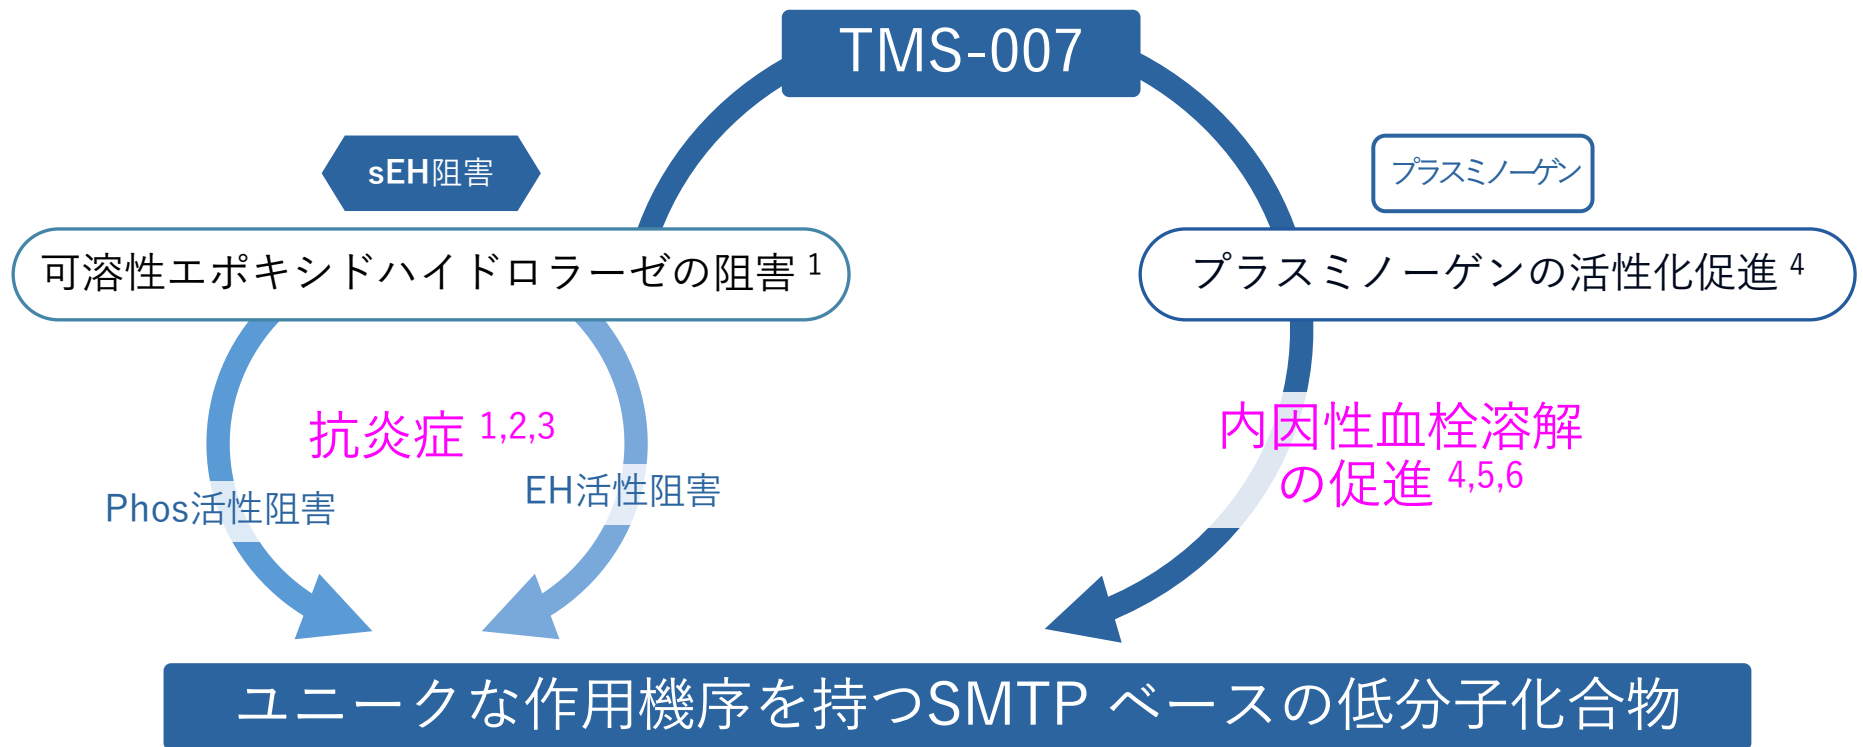 TMS-007
sEH阻害
プラスミノーゲン
可溶性エポキシドハイドロラーゼの阻害 1
プラスミノーゲンの活性化促進 4
抗炎症 1,2,3
内因性血栓溶解
の促進 4,5,6
Phos活性阻害
EH活性阻害
ユニークな作用機序を持つSMTP ベースの低分子化合物